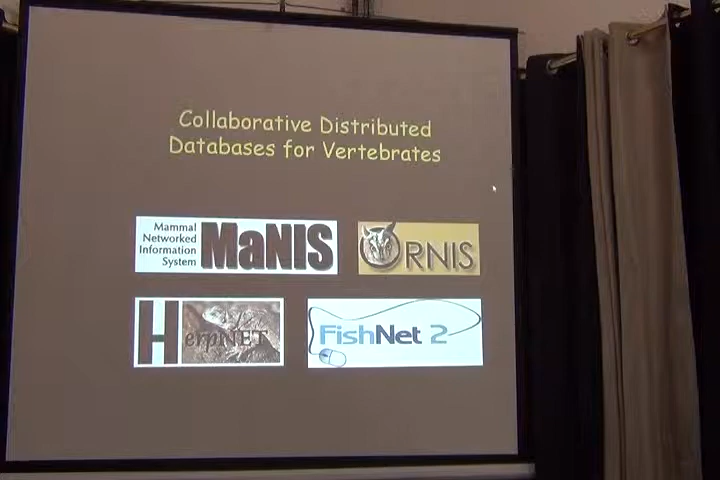 Collaborative Distributed
Databases for Vertebrates
Mammal
Networked
Information
System
MaNIS
ORNIS
HerpNET
FishNet 2